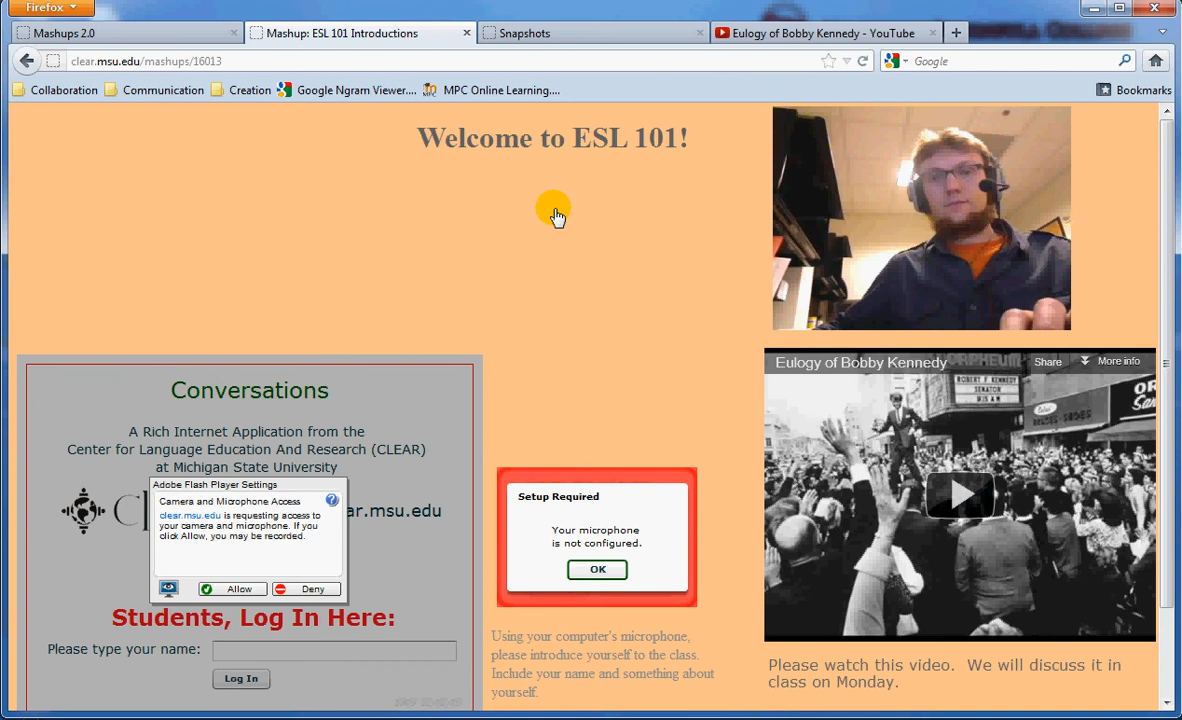 Firefox
Mashups 2.0
Mashup: ESL 101 Introductions
Snapshots
Eulogy of Bobby Kennedy - YouTube
clear.msu.edu/mashups/16013
Google
Collaboration
Communication
Creation
Google Ngram Viewer....
MPC Online Learning....
Bookmarks
Welcome to ESL 101!
Eulogy of Bobby Kennedy
Share
More info
ORPHEUM
ROBERT F KENNEDY
SENATOR
Conversations
A Rich Internet Application from the
Center for Language Education And Research (CLEAR)
at Michigan State University
ar.msu.edu
Adobe Flash Player Settings
Camera and Microphone Access
clear.msu.edu is requesting access to
your camera and microphone. If you
click Allow, you may be recorded.
Allow
Deny
Students, Log In Here:
Please type your name:
Log In
Setup Required
Your microphone
is not configured.
OK
Using your computer's microphone,
please introduce yourself to the class.
Include your name and something about
yourself.
Please watch this video. We will discuss it in
class on Monday.